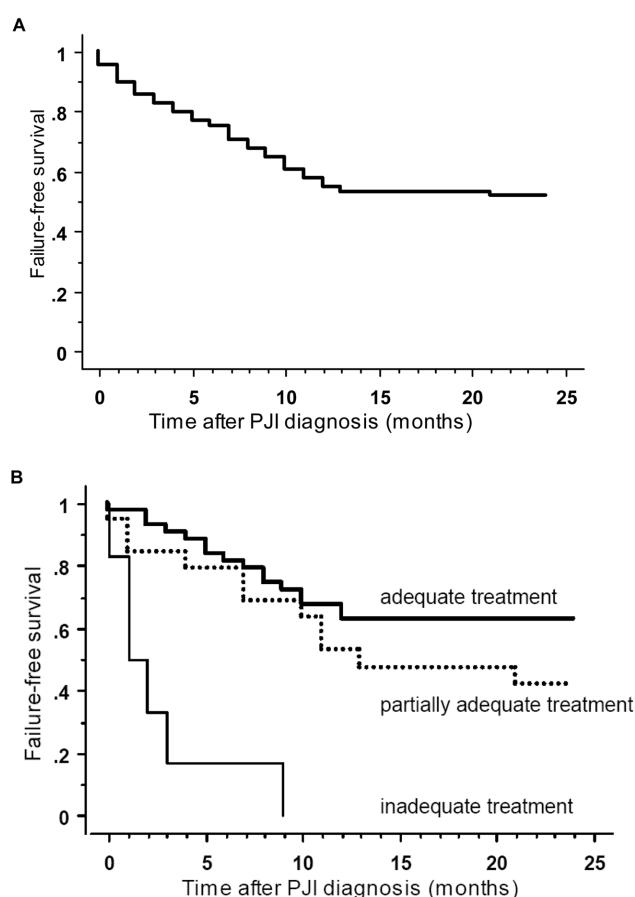 A
Failure-free survival
1
.8
.6
.4
.2
0
0 5 10 15 20 25
Time after PJI diagnosis (months)
B
Failure-free survival
1
.8
.6
.4
.2
0
adequate treatment
partially adequate treatment
inadequate treatment
0 5 10 15 20 25
Time after PJI diagnosis (months)